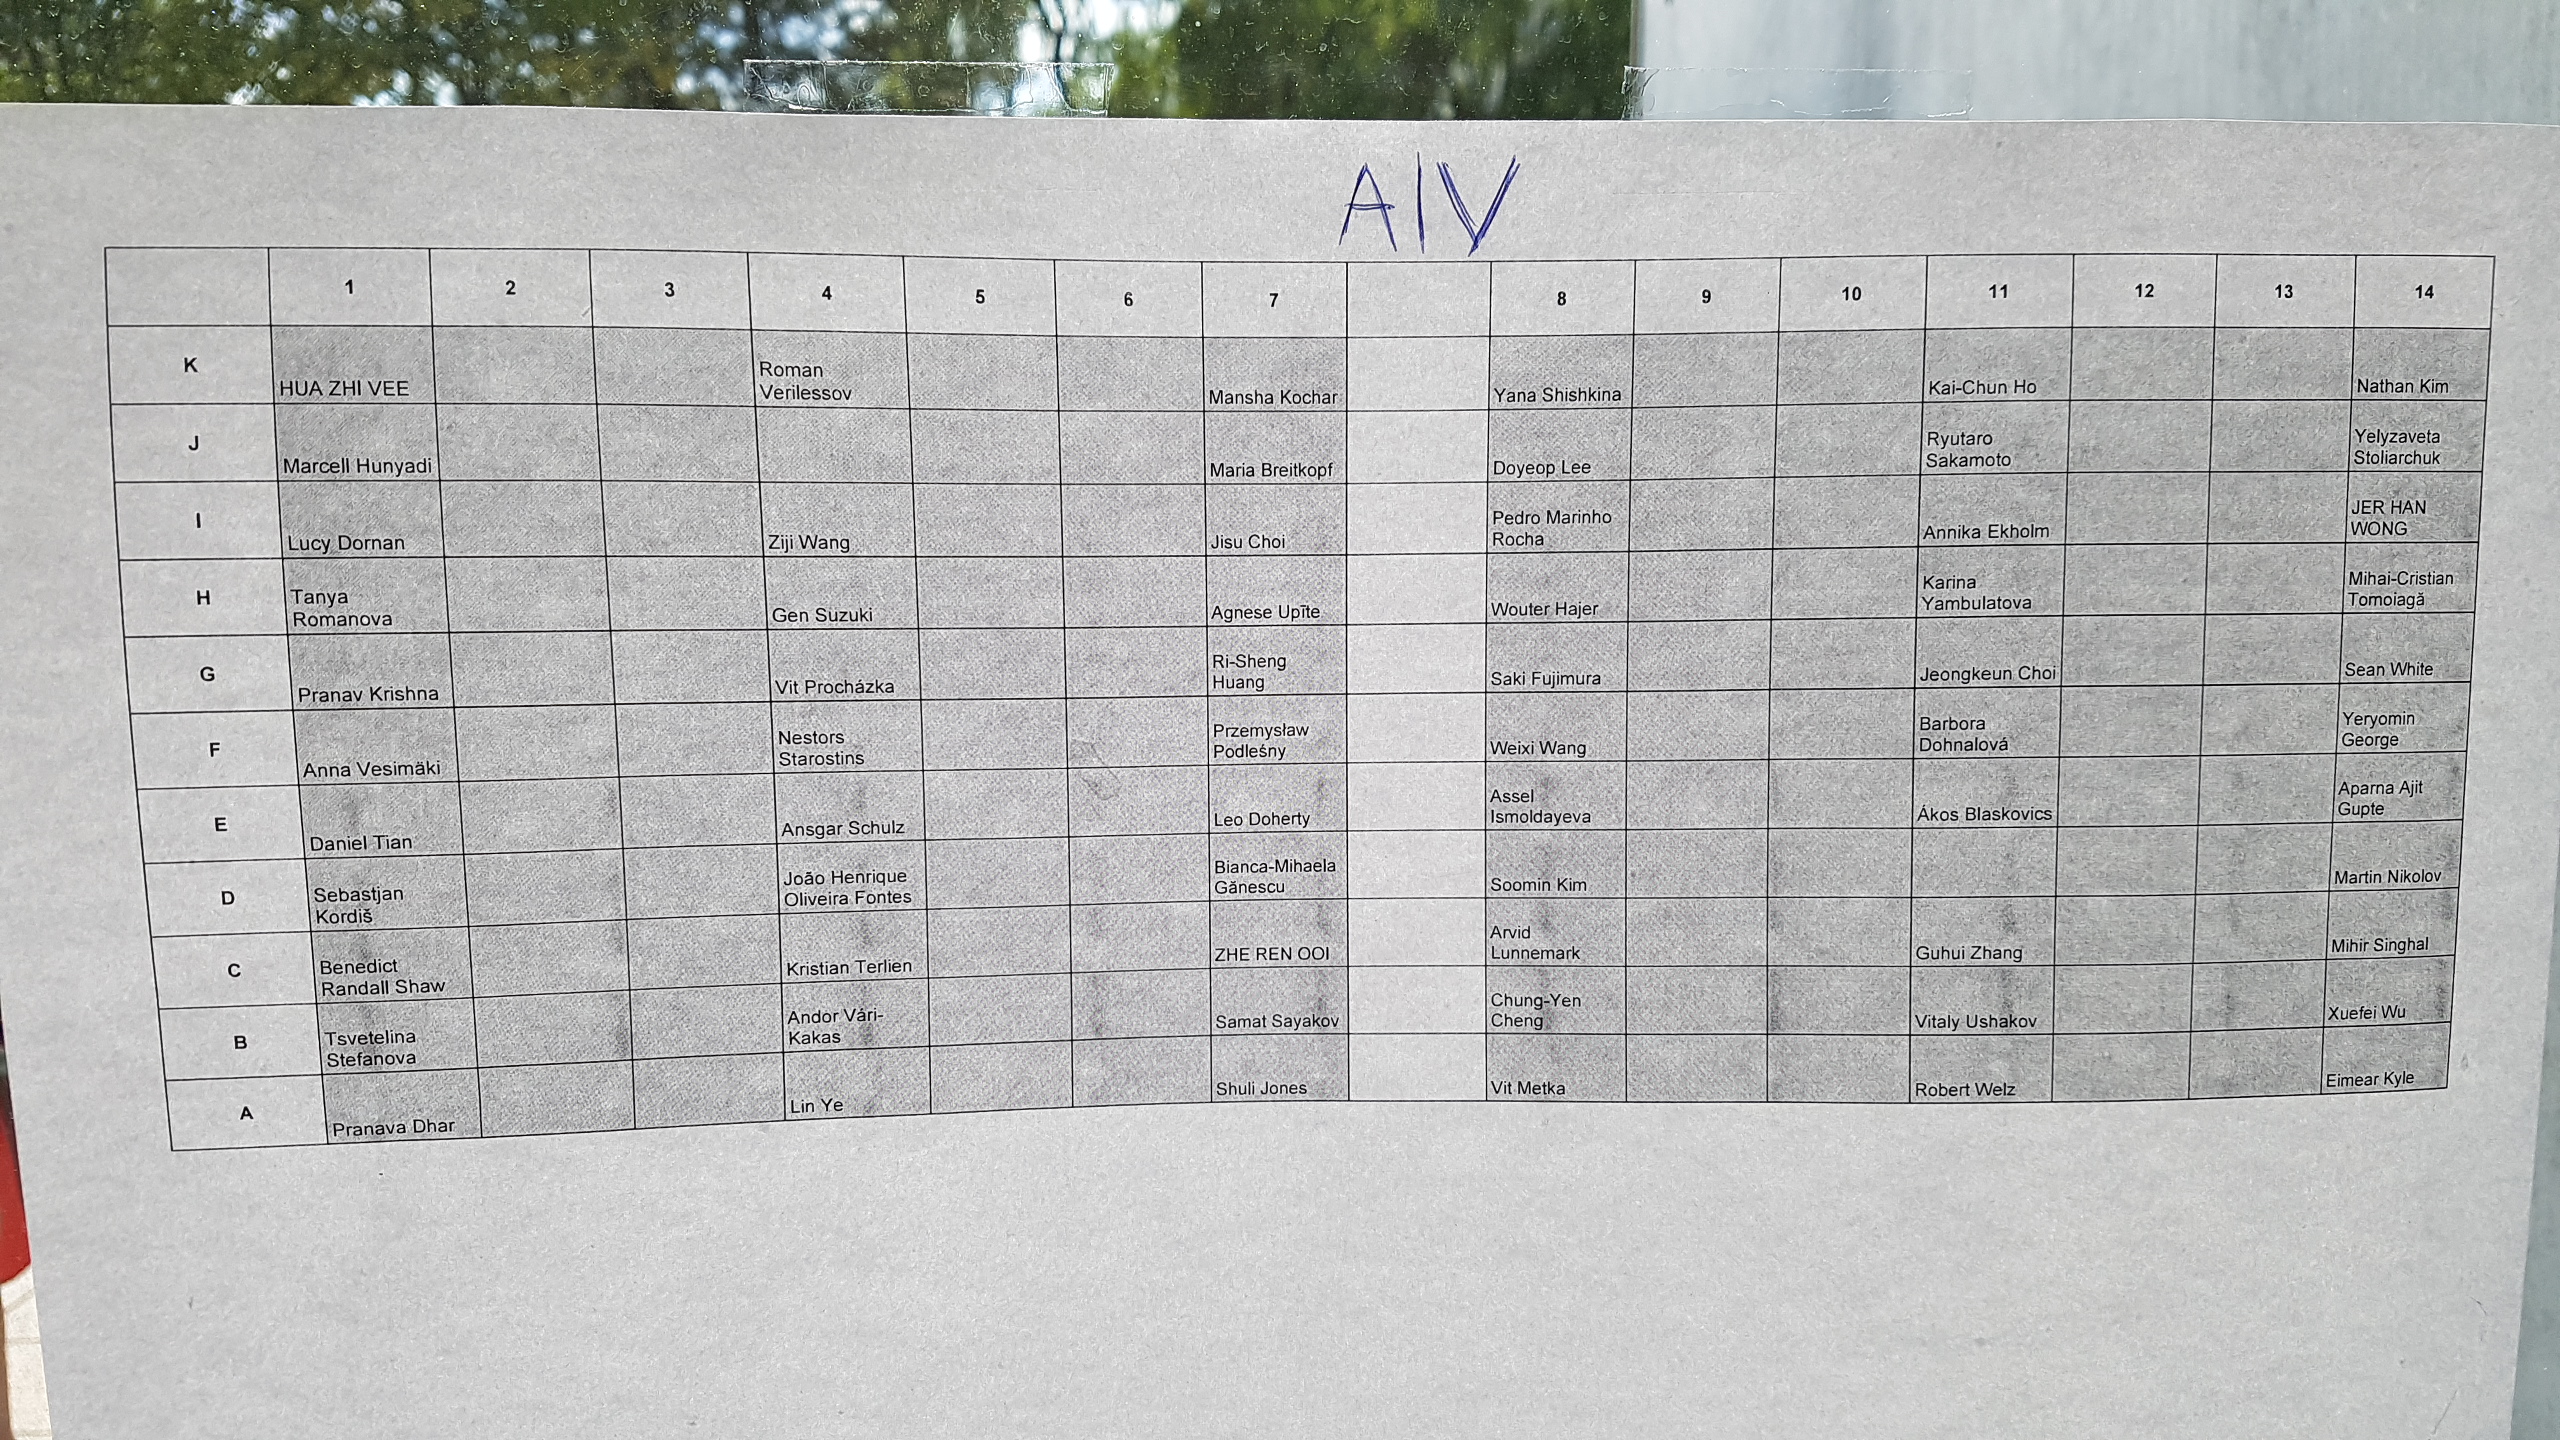 AIV
1 2 3 4 5 6 7 8 9 10 11 12 13 14
K HUA ZHI VEE Roman Verilessov Mansha Kochar Yana Shishkina Kai-Chun Ho Nathan Kim
J Marcell Hunyadi Maria Breitkopf Doyeop Lee Ryutaro Sakamoto Yelyzaveta Stoliarchuk
I Lucy Dornan Ziji Wang Jisu Choi Pedro Marinho Rocha Annika Ekholm JER HAN WONG
H Tanya Romanova Gen Suzuki Agnese Upīte Wouter Hajer Karina Yambulatova Mihai-Cristian Tomoiagă
G Pranav Krishna Vit Procházka Ri-Sheng Huang Saki Fujimura Jeongkeun Choi Sean White
F Anna Vesimäki Nestors Starostins Przemysław Podleśny Weixi Wang Barbora Dohnalová Yeryomin George
E Daniel Tian Ansgar Schulz Leo Doherty Assel Ismoldayeva Ákos Blaskovics Aparna Ajit Gupte
D Sebastjan Kordiš João Henrique Oliveira Fontes Bianca-Mihaela Gănescu Soomin Kim Martin Nikolov
C Benedict Randall Shaw Kristian Terlien ZHE REN OOI Arvid Lunnemark Guhui Zhang Mihir Singhal
B Tsvetelina Stefanova Andor Vári-Kakas Samat Sayakov Chung-Yen Cheng Vitaly Ushakov Xuefei Wu
A Pranava Dhar Lin Ye Shuli Jones Vit Metka Robert Welz Eimear Kyle